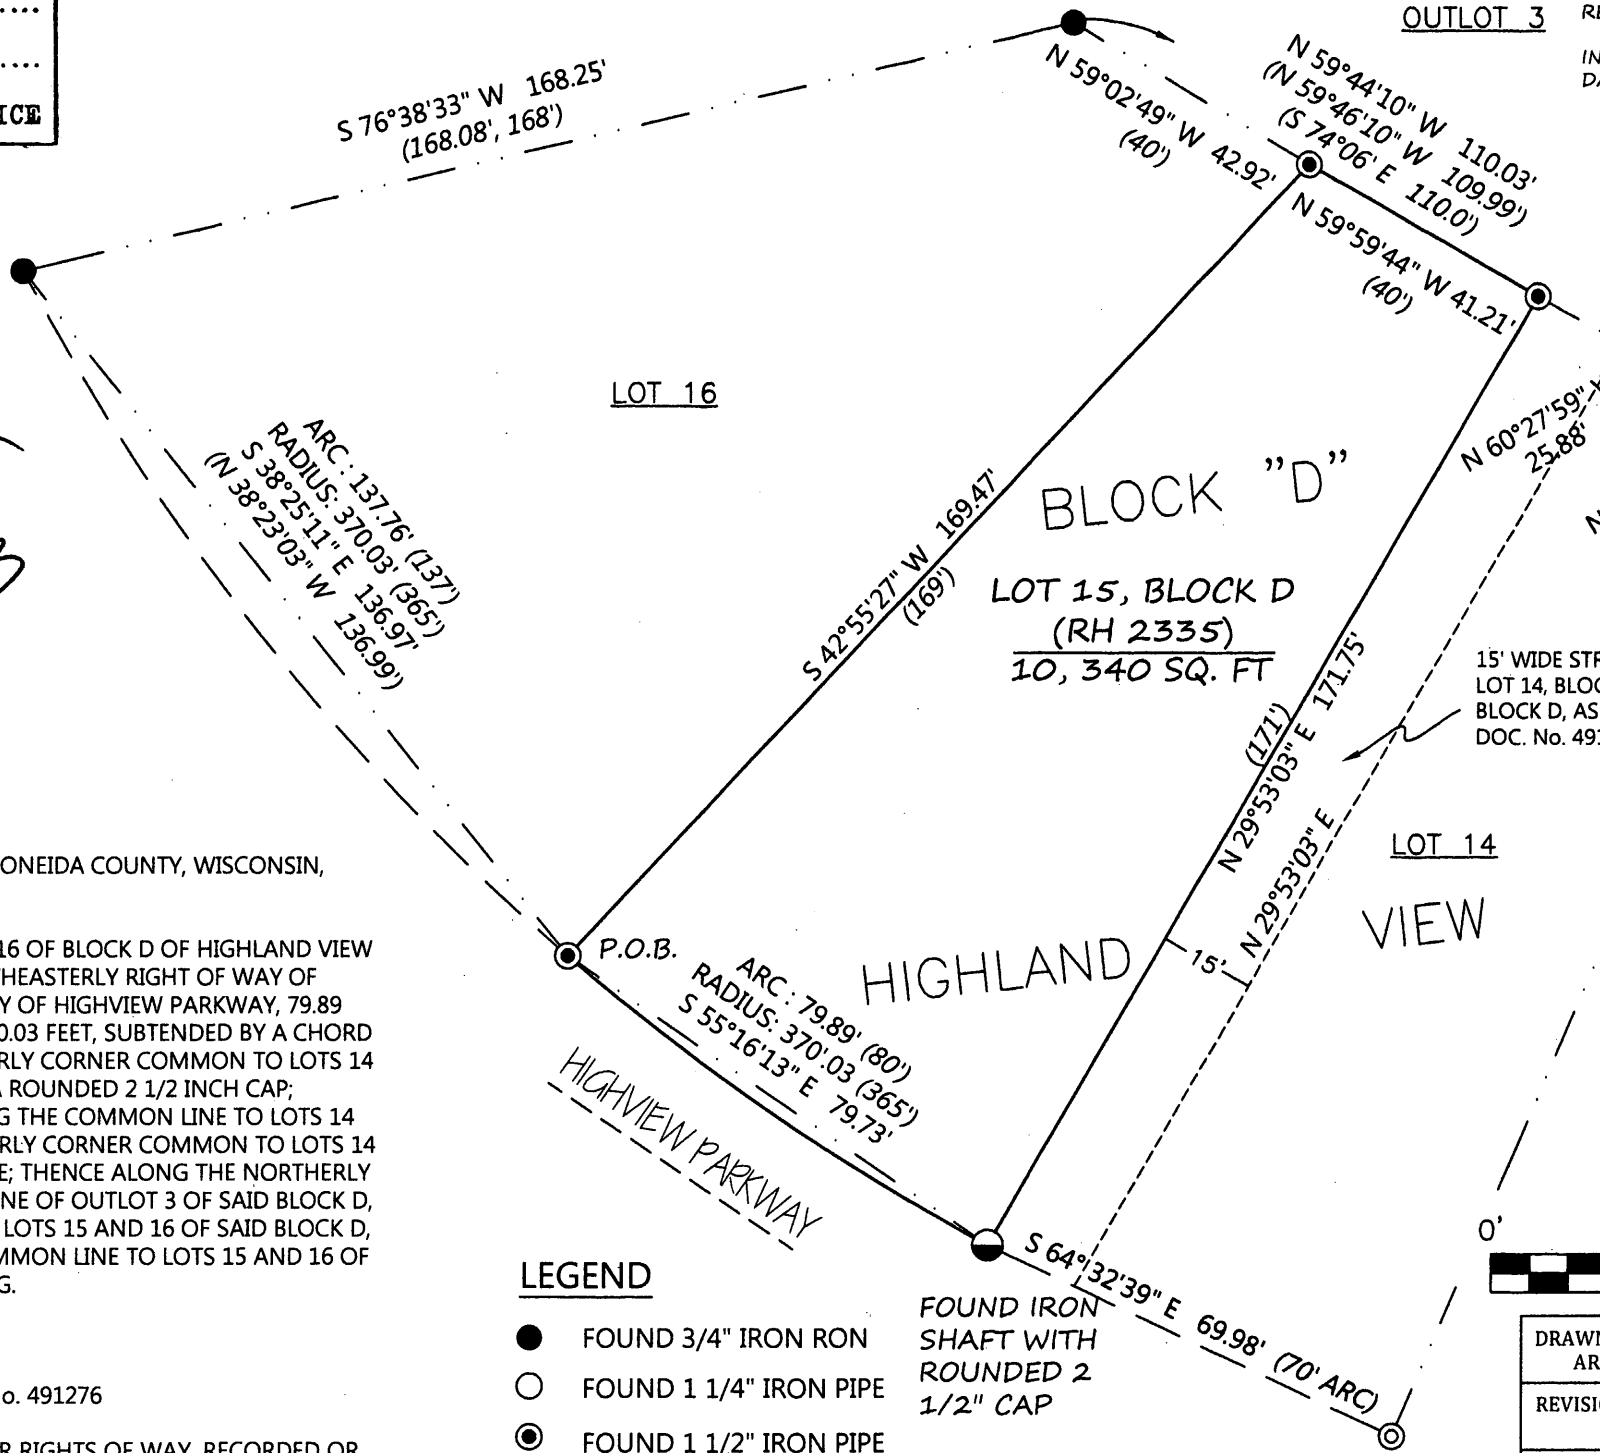 ....
....
ICE
OUTLOT 3
S 76°38'33" W 168.25'
(168.08', 168')
N 59°02'49" W 42.92'
(40')
N 59°44'10" W 110.03'
(N 59°46'10" W 109.99')
(S 74°06' E 110.0')
N 59°59'44" W 41.21'
(40')
LOT 16
N 60°27'59"
25.88'
ARC : 137.76' (137')
RADIUS: 370.03' (365')
S 38°25'11" E 136.97'
(N 38°23'03" W 136.99')
S 42°55'27" W 169.47'
(169')
BLOCK "D"
LOT 15, BLOCK D
(RH 2335)
10, 340 SQ. FT
(171')
N 29°53'03" E 171.75'
N 29°53'03" E
15' WIDE STR
LOT 14, BLOC
BLOCK D, AS
DOC. No. 491
LOT 14
HIGHLAND VIEW
15'
P.O.B.
ARC : 79.89' (80')
RADIUS: 370'.03 (365')
S 55°16'13" E 79.73'
HIGHVIEW PARKWAY
S 64°32'39" E 69.98' (70' ARC)
ONEIDA COUNTY, WISCONSIN,
16 OF BLOCK D OF HIGHLAND VIEW
THEASTERLY RIGHT OF WAY OF
Y OF HIGHVIEW PARKWAY, 79.89
0.03 FEET, SUBTENDED BY A CHORD
RLY CORNER COMMON TO LOTS 14
A ROUNDED 2 1/2 INCH CAP;
G THE COMMON LINE TO LOTS 14
RLY CORNER COMMON TO LOTS 14
E; THENCE ALONG THE NORTHERLY
NE OF OUTLOT 3 OF SAID BLOCK D,
LOTS 15 AND 16 OF SAID BLOCK D,
MMON LINE TO LOTS 15 AND 16 OF
G.
o. 491276
R RIGHTS OF WAY, RECORDED OR
LEGEND
FOUND 3/4" IRON RON
FOUND 1 1/4" IRON PIPE
FOUND 1 1/2" IRON PIPE
FOUND IRON
SHAFT WITH
ROUNDED 2
1/2" CAP
0'
DRAWN
AR
REVISI